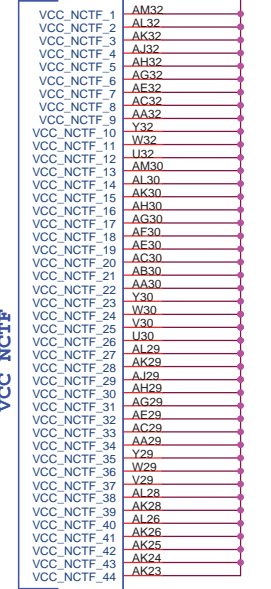 VCC_NCTF_1 AM32
VCC_NCTF_2 AL32
VCC_NCTF_3 AK32
VCC_NCTF_4 AJ32
VCC_NCTF_5 AH32
VCC_NCTF_6 AG32
VCC_NCTF_7 AE32
VCC_NCTF_8 AC32
VCC_NCTF_9 AA32
VCC_NCTF_10 Y32
VCC_NCTF_11 W32
VCC_NCTF_12 U32
VCC_NCTF_13 AM30
VCC_NCTF_14 AL30
VCC_NCTF_15 AK30
VCC_NCTF_16 AH30
VCC_NCTF_17 AG30
VCC_NCTF_18 AF30
VCC_NCTF_19 AE30
VCC_NCTF_20 AC30
VCC_NCTF_21 AB30
VCC_NCTF_22 AA30
VCC_NCTF_23 Y30
VCC_NCTF_24 W30
VCC_NCTF_25 V30
VCC_NCTF_26 U30
VCC_NCTF_27 AL29
VCC_NCTF_28 AK29
VCC_NCTF_29 AJ29
VCC_NCTF_30 AH29
VCC_NCTF_31 AG29
VCC_NCTF_32 AE29
VCC_NCTF_33 AC29
VCC_NCTF_34 AA29
VCC_NCTF_35 Y29
VCC_NCTF_36 W29
VCC_NCTF_37 V29
VCC_NCTF_38 AL28
VCC_NCTF_39 AK28
VCC_NCTF_40 AL26
VCC_NCTF_41 AK26
VCC_NCTF_42 AK25
VCC_NCTF_43 AK24
VCC_NCTF_44 AK23
VCC NCTF